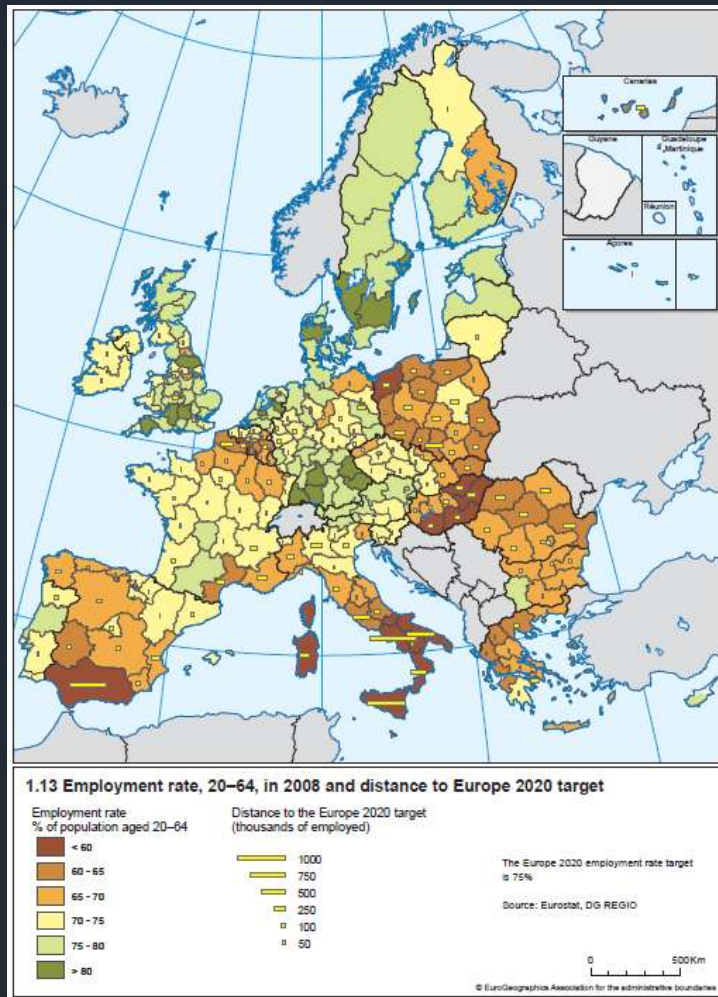 Canarias
Guyane
Guadeloupe
Martinique
Réunion
Açores
1.13 Employment rate, 20–64, in 2008 and distance to Europe 2020 target
Employment rate
% of population aged 20–64
< 60
60 - 65
65 - 70
70 - 75
75 - 80
> 80
Distance to the Europe 2020 target
(thousands of employed)
1000
750
500
250
100
50
The Europe 2020 employment rate target
is 75%
Source: Eurostat, DG REGIO
0 500 Km
© EuroGeographics Association for the administrative boundaries